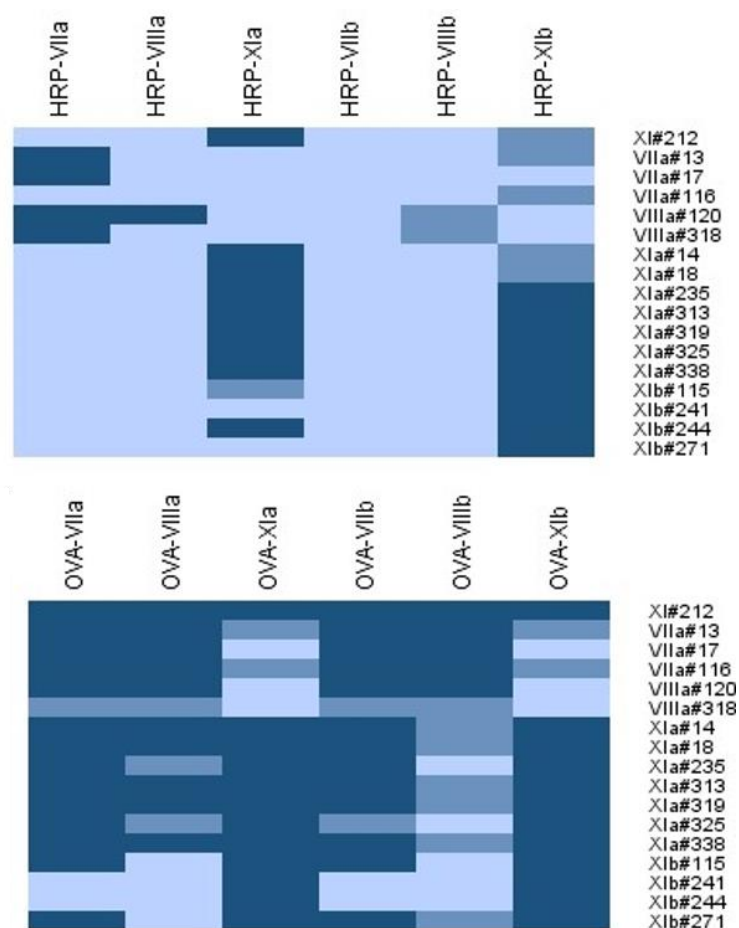 HRP-VIIa
HRP-VIIIa
HRP-XIa
HRP-VIIb
HRP-VIIIb
HRP-XIb
XI#212
VIIa#13
VIIa#17
VIIa#116
VIIIa#120
VIIIa#318
XIa#14
XIa#18
XIa#235
XIa#313
XIa#319
XIa#325
XIa#338
XIb#115
XIb#241
XIb#244
XIb#271
OVA-VIIa
OVA-VIIIa
OVA-XIa
OVA-VIIb
OVA-VIIIb
OVA-XIb
XI#212
VIIa#13
VIIa#17
VIIa#116
VIIIa#120
VIIIa#318
XIa#14
XIa#18
XIa#235
XIa#313
XIa#319
XIa#325
XIa#338
XIb#115
XIb#241
XIb#244
XIb#271